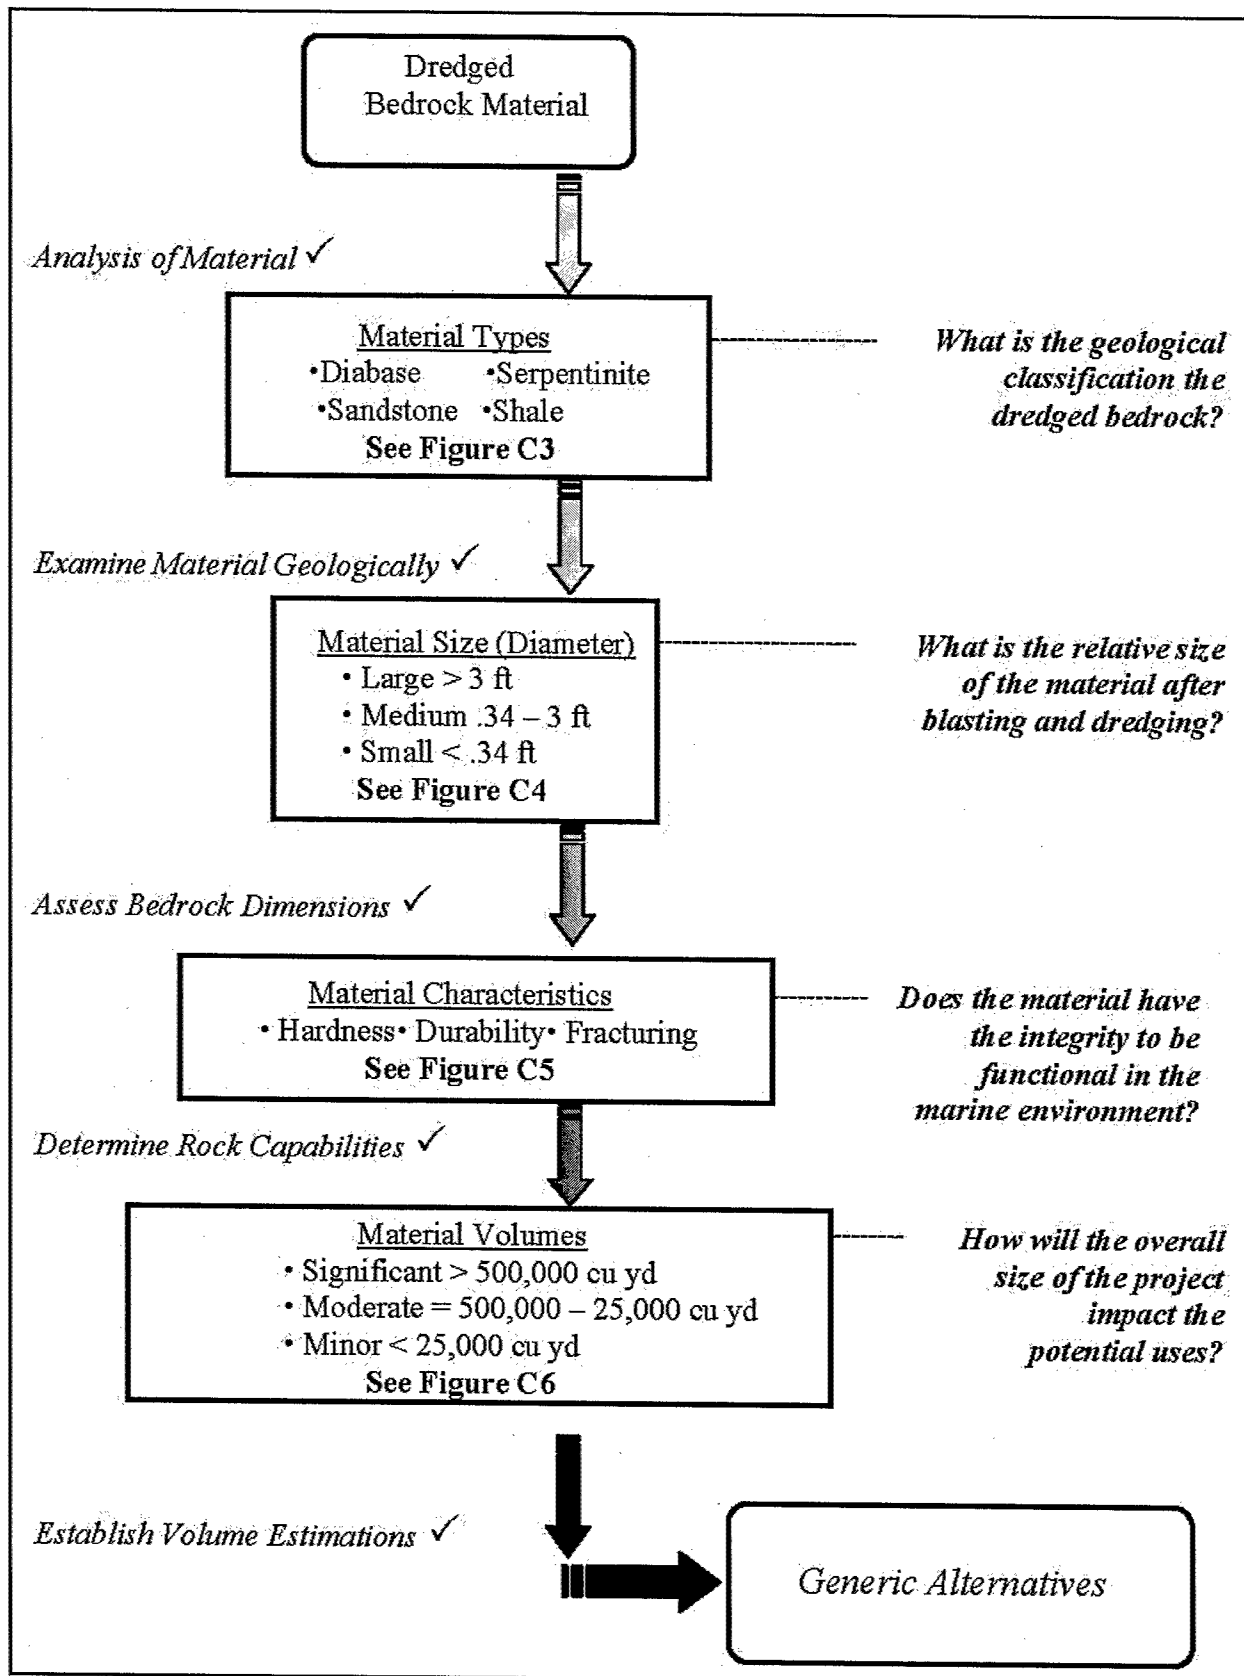 Dredged
Bedrock Material
Analysis of Material ✓
Material Types
•Diabase •Serpentinite
•Sandstone •Shale
See Figure C3
What is the geological
classification the
dredged bedrock?
Examine Material Geologically ✓
Material Size (Diameter)
• Large > 3 ft
• Medium .34 – 3 ft
• Small < .34 ft
See Figure C4
What is the relative size
of the material after
blasting and dredging?
Assess Bedrock Dimensions ✓
Material Characteristics
• Hardness• Durability• Fracturing
See Figure C5
Does the material have
the integrity to be
functional in the
marine environment?
Determine Rock Capabilities ✓
Material Volumes
• Significant > 500,000 cu yd
• Moderate = 500,000 – 25,000 cu yd
• Minor < 25,000 cu yd
See Figure C6
How will the overall
size of the project
impact the
potential uses?
Establish Volume Estimations ✓
Generic Alternatives